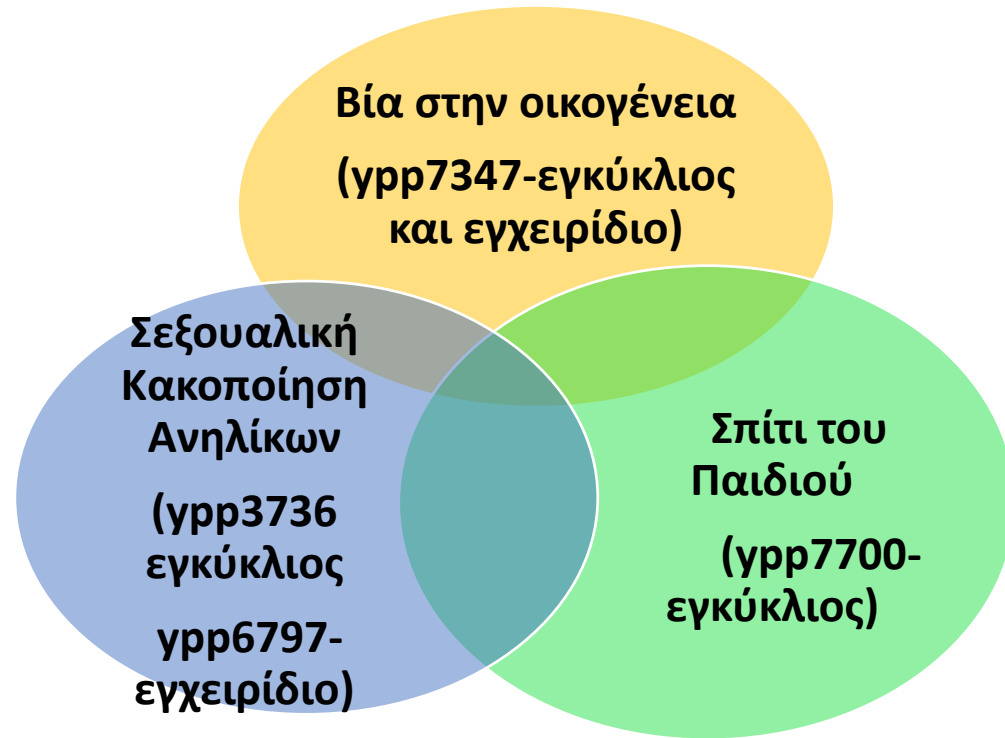 Βία στην οικογένεια
(ypp7347-εγκύκλιος
και εγχειρίδιο)
Σεξουαλική
Κακοποίηση
Ανηλίκων
(ypp3736
εγκύκλιος
ypp6797-
εγχειρίδιο)
Σπίτι του
Παιδιού
(ypp7700-
εγκύκλιος)